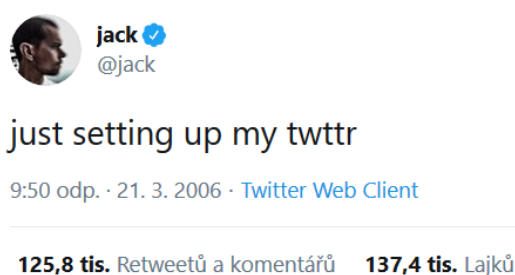 jack
@jack
just setting up my twttr
9:50 odp. · 21. 3. 2006 · Twitter Web Client
125,8 tis. Retweetů a komentářů 137,4 tis. Lajků